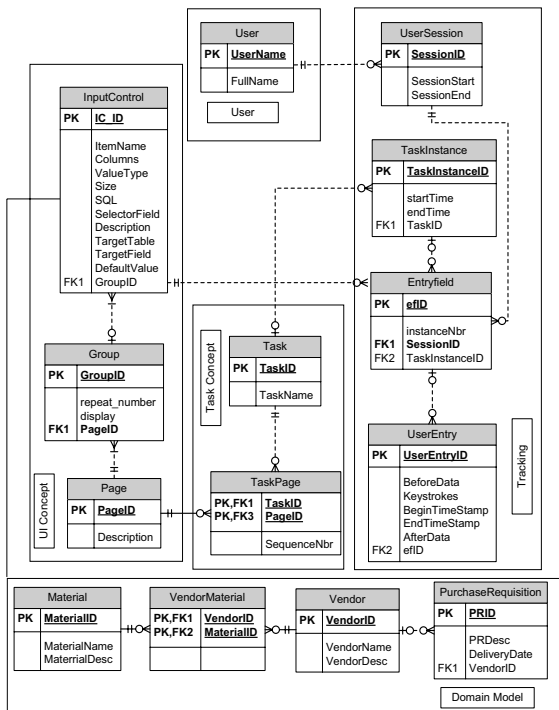 User
PK UserName
FullName
User
UserSession
PK SessionID
SessionStart
SessionEnd
InputControl
PK IC_ID
ItemName
Columns
ValueType
Size
SQL
SelectorField
Description
TargetTable
TargetField
DefaultValue
FK1 GroupID
TaskInstance
PK TaskInstanceID
startTime
endTime
FK1 TaskID
Entryfield
PK efID
instanceNbr
FK1 SessionID
FK2 TaskInstanceID
Group
PK GroupID
repeat_number
display
FK1 PageID
Task Concept
Task
PK TaskID
TaskName
UserEntry
PK UserEntryID
BeforeData
Keystrokes
BeginTimeStamp
EndTimeStamp
AfterData
FK2 efID
Tracking
UI Concept
Page
PK PageID
Description
TaskPage
PK,FK1 TaskID
PK,FK3 PageID
SequenceNbr
Material
PK MaterialID
MaterialName
MaterialDesc
VendorMaterial
PK,FK1 VendorID
PK,FK2 MaterialID
Vendor
PK VendorID
VendorName
VendorDesc
PurchaseRequisition
PK PRID
PRDesc
DeliveryDate
FK1 VendorID
Domain Model